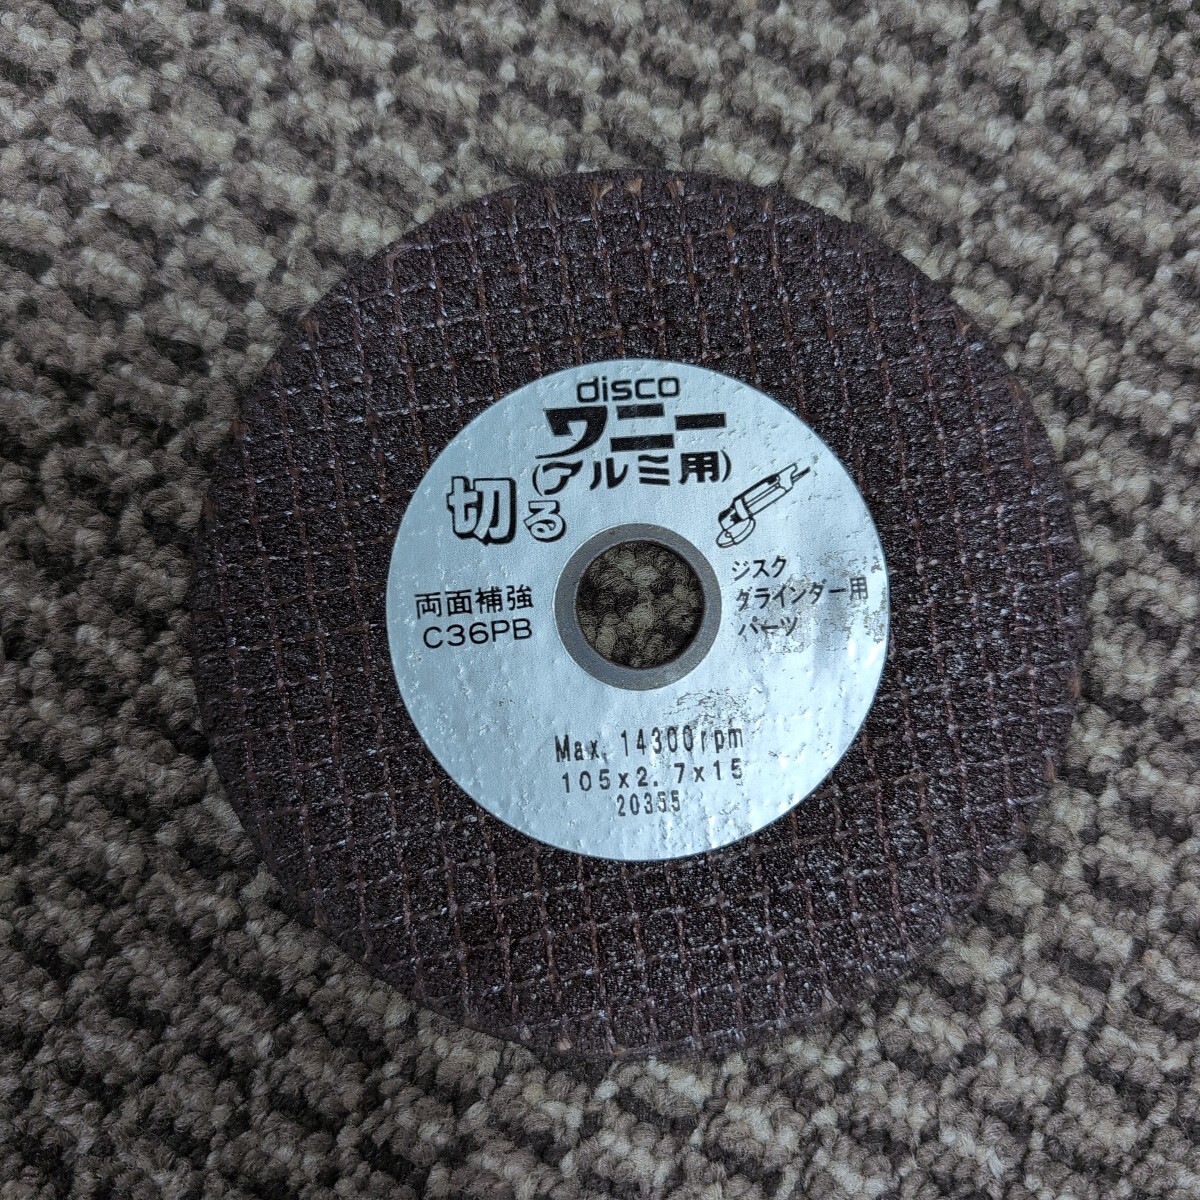 disco
ワニー
(アルミ用)
切る
両面補強
C36PB
ジスク
グラインダー用
パーツ
Max. 14300rpm
105x2.7x15
20355